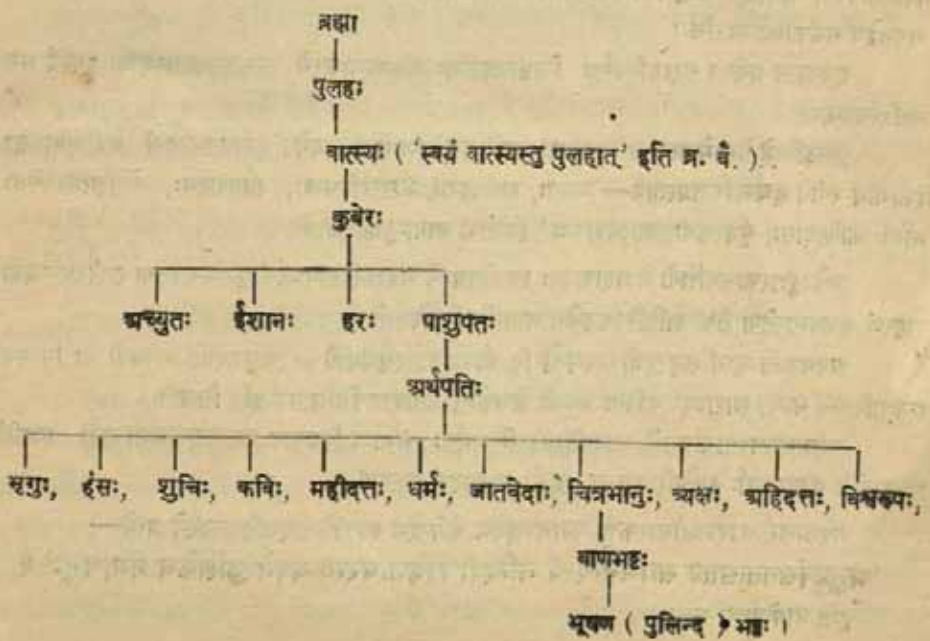 ब्रह्मा
पुलहः
वात्स्यः ( 'स्वयं वात्स्यस्तु पुलहात्' इति ब्र. वै. ).
कुबेरः
अच्युतः ईशानः हरः पाशुपतः
अर्थपतिः
भृगुः, हंसः, शुचिः, कविः, महीदत्तः, धर्मः, जातवेदाः, चित्रभानुः, त्र्यक्षः, अहिदत्तः, विश्वरूपः,
बाणभट्टः
भूषण ( पुलिन्द ) भट्टः ।